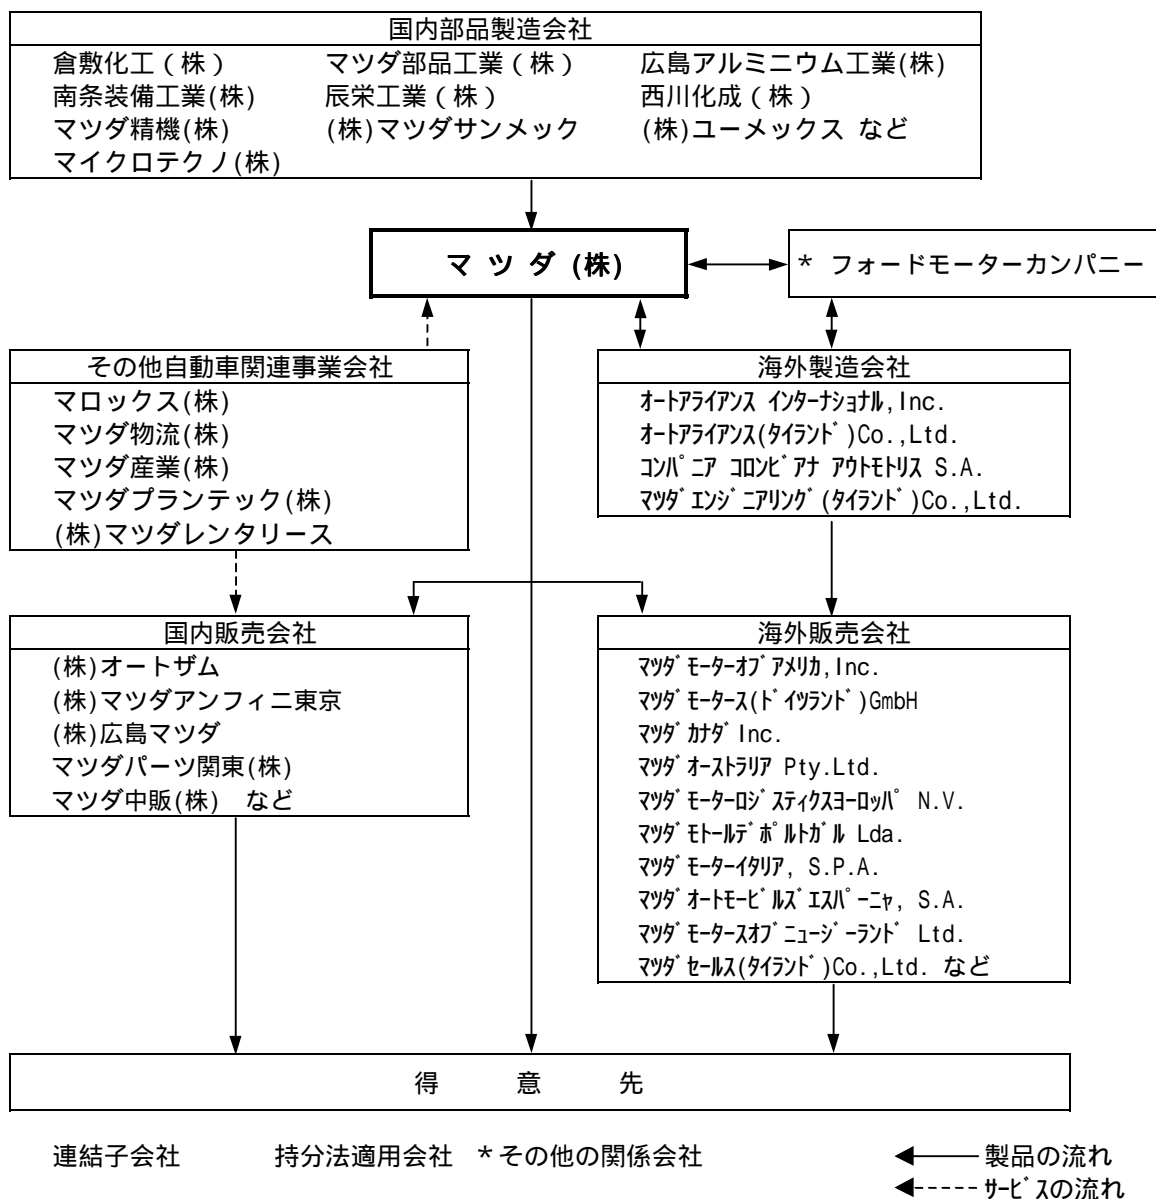 国内部品製造会社
倉敷化工（株） マツダ部品工業（株） 広島アルミニウム工業(株)
南条装備工業(株) 辰栄工業（株） 西川化成（株）
マツダ精機(株) (株)マツダサンメック (株)ユーメックス など
マイクロテクノ(株)
マ ツ ダ (株)
* フォードモーターカンパニー
その他自動車関連事業会社
マロックス(株)
マツダ物流(株)
マツダ産業(株)
マツダプランテック(株)
(株)マツダレンタリース
海外製造会社
ｵｰﾄｱﾗｲｱﾝｽ ｲﾝﾀｰﾅｼｮﾅﾙ,Inc.
ｵｰﾄｱﾗｲｱﾝｽ(ﾀｲﾗﾝﾄﾞ)Co.,Ltd.
ｺﾝﾊﾟﾆｱ ｺﾛﾝﾋﾞｱﾅ ｱｳﾄﾓﾄﾘｽ S.A.
ﾏﾂﾀﾞｴﾝｼﾞﾆｱﾘﾝｸﾞ(ﾀｲﾗﾝﾄﾞ)Co.,Ltd.
国内販売会社
(株)オートザム
(株)マツダアンフィニ東京
(株)広島マツダ
マツダパーツ関東(株)
マツダ中販(株) など
海外販売会社
ﾏﾂﾀﾞﾓｰﾀｰｵﾌﾞｱﾒﾘｶ,Inc.
ﾏﾂﾀﾞﾓｰﾀｰｽ(ﾄﾞｲﾂﾗﾝﾄﾞ)GmbH
ﾏﾂﾀﾞｶﾅﾀﾞInc.
ﾏﾂﾀﾞｵｰｽﾄﾗﾘｱ Pty.Ltd.
ﾏﾂﾀﾞﾓｰﾀｰﾛｼﾞｽﾃｨｸｽﾖｰﾛｯﾊﾟ N.V.
ﾏﾂﾀﾞﾓﾄｰﾙﾃﾞﾎﾟﾙﾄｶﾞﾙ Lda.
ﾏﾂﾀﾞﾓｰﾀｰｲﾀﾘｱ, S.P.A.
ﾏﾂﾀﾞｵｰﾄﾓｰﾋﾞﾙｽﾞｴｽﾊﾟｰﾆｬ, S.A.
ﾏﾂﾀﾞﾓｰﾀｰｽｵﾌﾞﾆｭｰｼﾞｰﾗﾝﾄﾞ Ltd.
ﾏﾂﾀﾞｾｰﾙｽ(ﾀｲﾗﾝﾄﾞ)Co.,Ltd. など
得 意 先
連結子会社 持分法適用会社 *その他の関係会社 製品の流れ
ｻｰﾋﾞｽの流れ